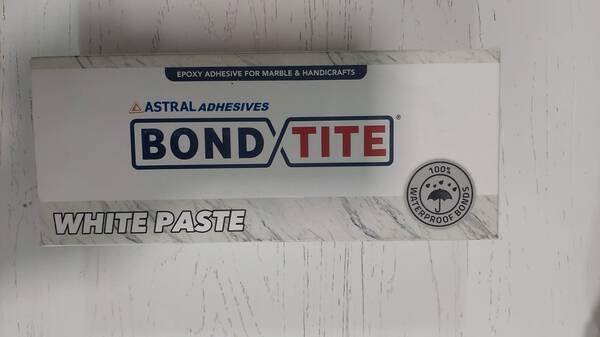 EPOXY ADHESIVE FOR MARBLE & HANDICRAFTS
ASTRAL ADHESIVES
BOND TITE®
100%
WATERPROOF BONDS
WHITE PASTE